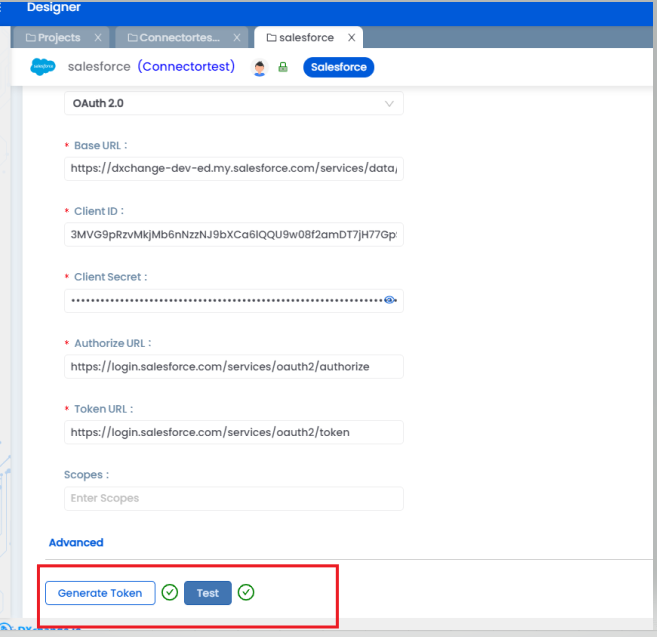 Designer
Projects X Connectortes... X salesforce X
salesforce (Connectortest) Salesforce
OAuth 2.0
* Base URL :
https://dxchange-dev-ed.my.salesforce.com/services/data/
* Client ID :
3MVG9pRzvMkjMb6nNzzNJ9bXCa6lQQU9w08f2amDT7jH77Gp
* Client Secret :
* Authorize URL :
https://login.salesforce.com/services/oauth2/authorize
* Token URL :
https://login.salesforce.com/services/oauth2/token
Scopes :
Enter Scopes
Advanced
Generate Token Test